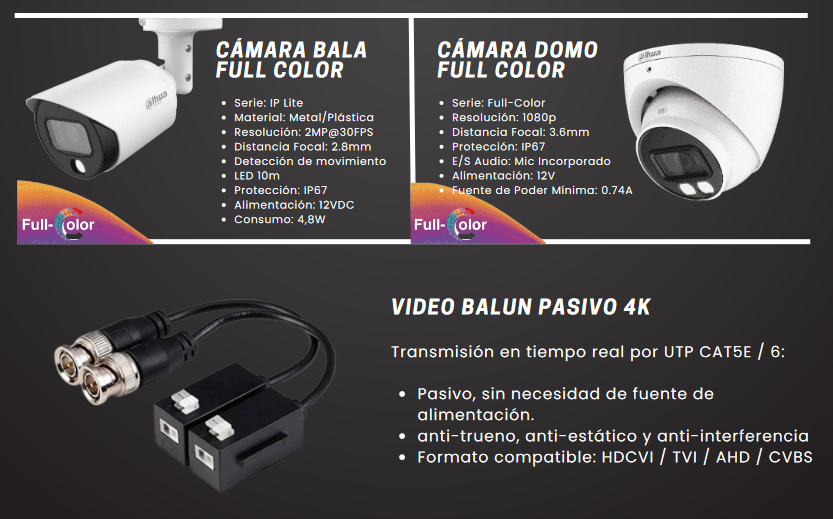 CÁMARA BALA
FULL COLOR
Serie: IP Lite
Material: Metal/Plástica
Resolución: 2MP@30FPS
Distancia Focal: 2.8mm
Detección de movimiento
LED 10m
Protección: IP67
Alimentación: 12VDC
Consumo: 4,8W
alhua
Full-Color
CÁMARA DOMO
FULL COLOR
Serie: Full-Color
Resolución: 1080p
Distancia Focal: 3.6mm
Protección: IP67
E/S Audio: Mic Incorporado
Alimentación: 12V
Fuente de Poder Mínima: 0.74A
alhua
Full-Color
VIDEO BALUN PASIVO 4K
Transmisión en tiempo real por UTP CAT5E / 6:
Pasivo, sin necesidad de fuente de
alimentación.
anti-trueno, anti-estático y anti-interferencia
Formato compatible: HDCVI / TVI / AHD / CVBS